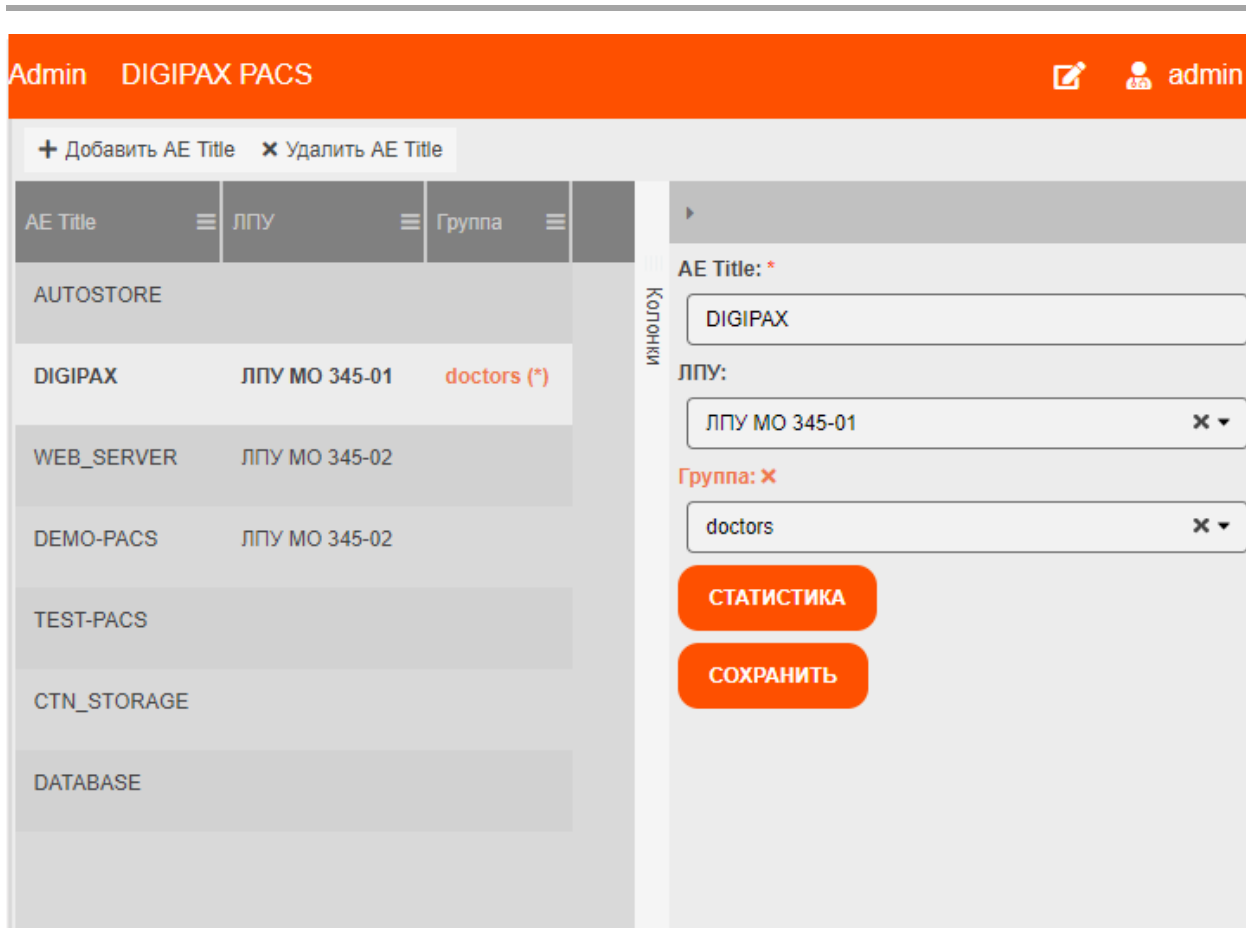 Admin DIGIPAX PACS admin
Добавить AE Title Удалить AE Title
AE Title ЛПУ Группа
AUTOSTORE
DIGIPAX ЛПУ МО 345-01 doctors (*)
WEB_SERVER ЛПУ МО 345-02
DEMO-PACS ЛПУ МО 345-02
TEST-PACS
CTN_STORAGE
DATABASE
Колонки
AE Title: *
DIGIPAX
ЛПУ:
ЛПУ МО 345-01
Группа:
doctors
СТАТИСТИКА
СОХРАНИТЬ